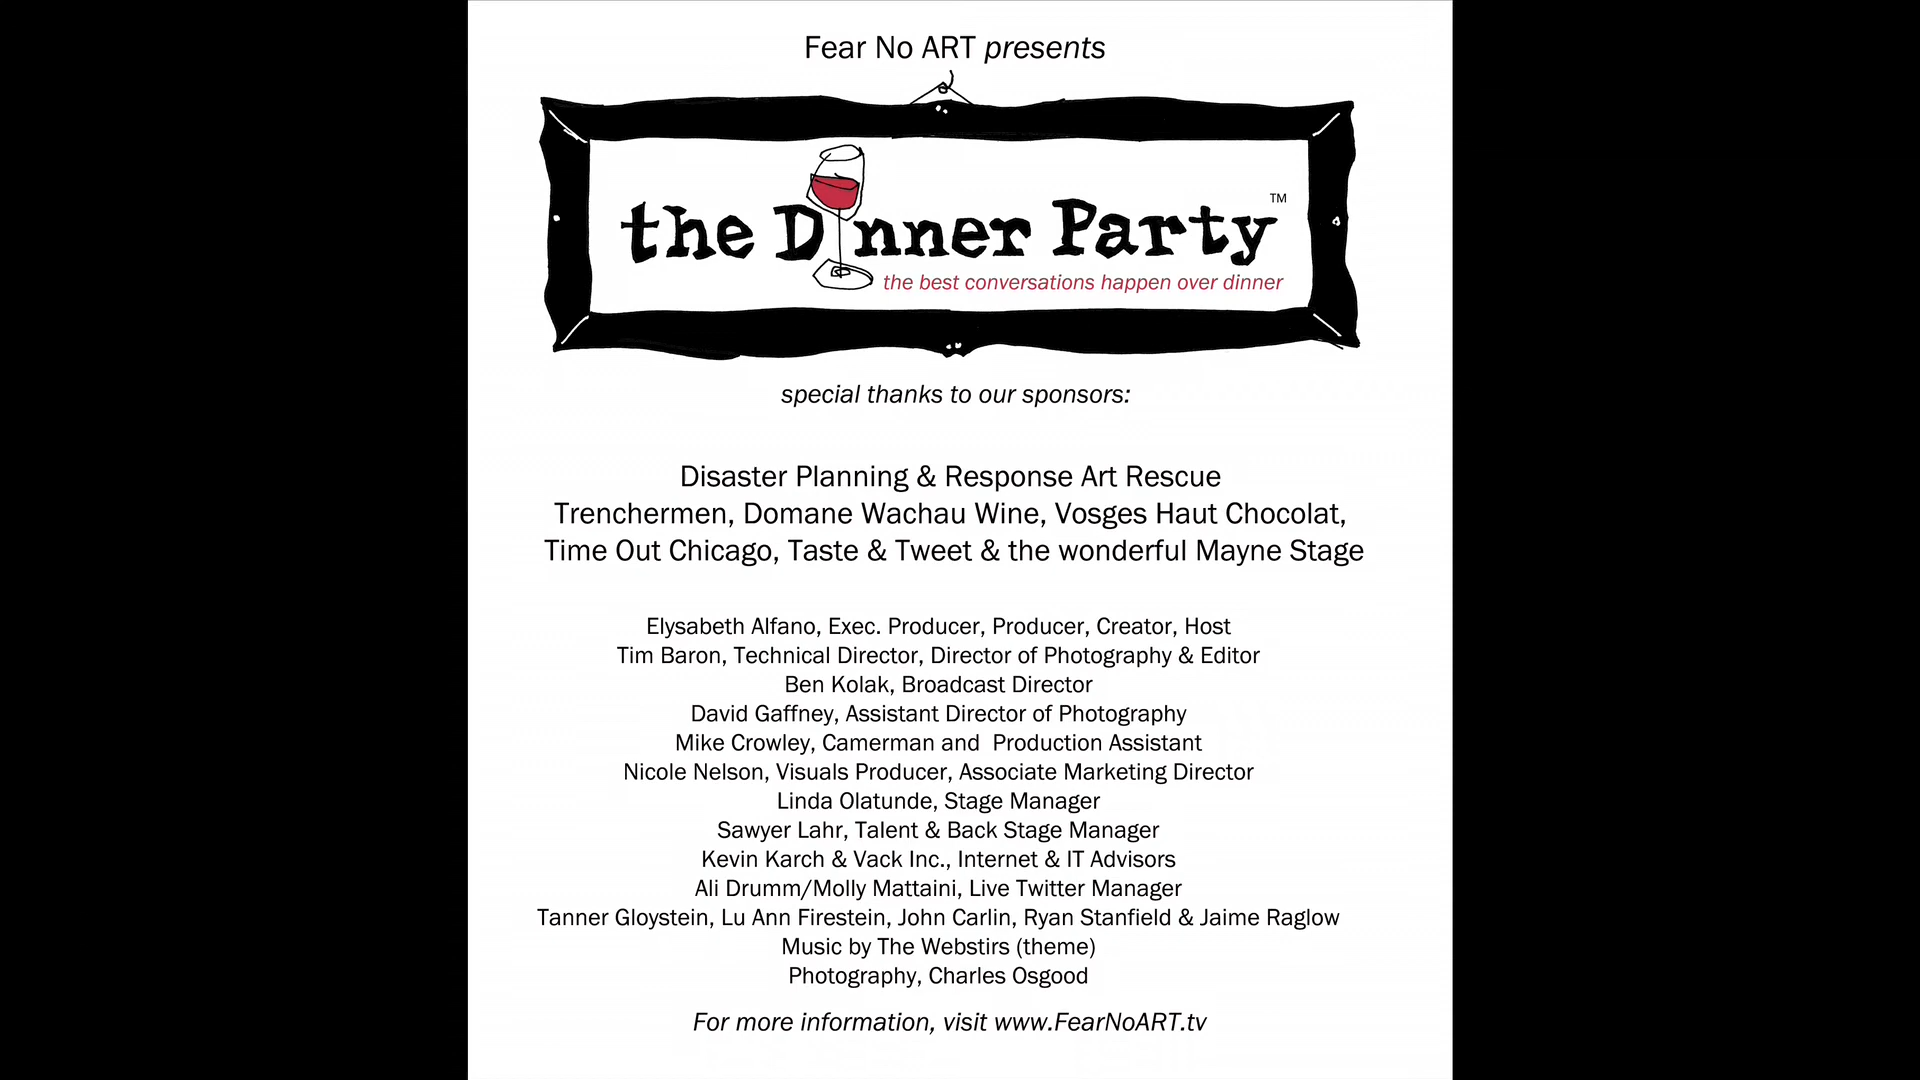 Fear No ART presents
the Dinner Party™
the best conversations happen over dinner
special thanks to our sponsors:
Disaster Planning & Response Art Rescue
Trenchermen, Domane Wachau Wine, Vosges Haut Chocolat,
Time Out Chicago, Taste & Tweet & the wonderful Mayne Stage
Elysabeth Alfano, Exec. Producer, Producer, Creator, Host
Tim Baron, Technical Director, Director of Photography & Editor
Ben Kolak, Broadcast Director
David Gaffney, Assistant Director of Photography
Mike Crowley, Camerman and  Production Assistant
Nicole Nelson, Visuals Producer, Associate Marketing Director
Linda Olatunde, Stage Manager
Sawyer Lahr, Talent & Back Stage Manager
Kevin Karch & Vack Inc., Internet & IT Advisors
Ali Drumm/Molly Mattaini, Live Twitter Manager
Tanner Gloystein, Lu Ann Firestein, John Carlin, Ryan Stanfield & Jaime Raglow
Music by The Webstirs (theme)
Photography, Charles Osgood
For more information, visit www.FearNoART.tv